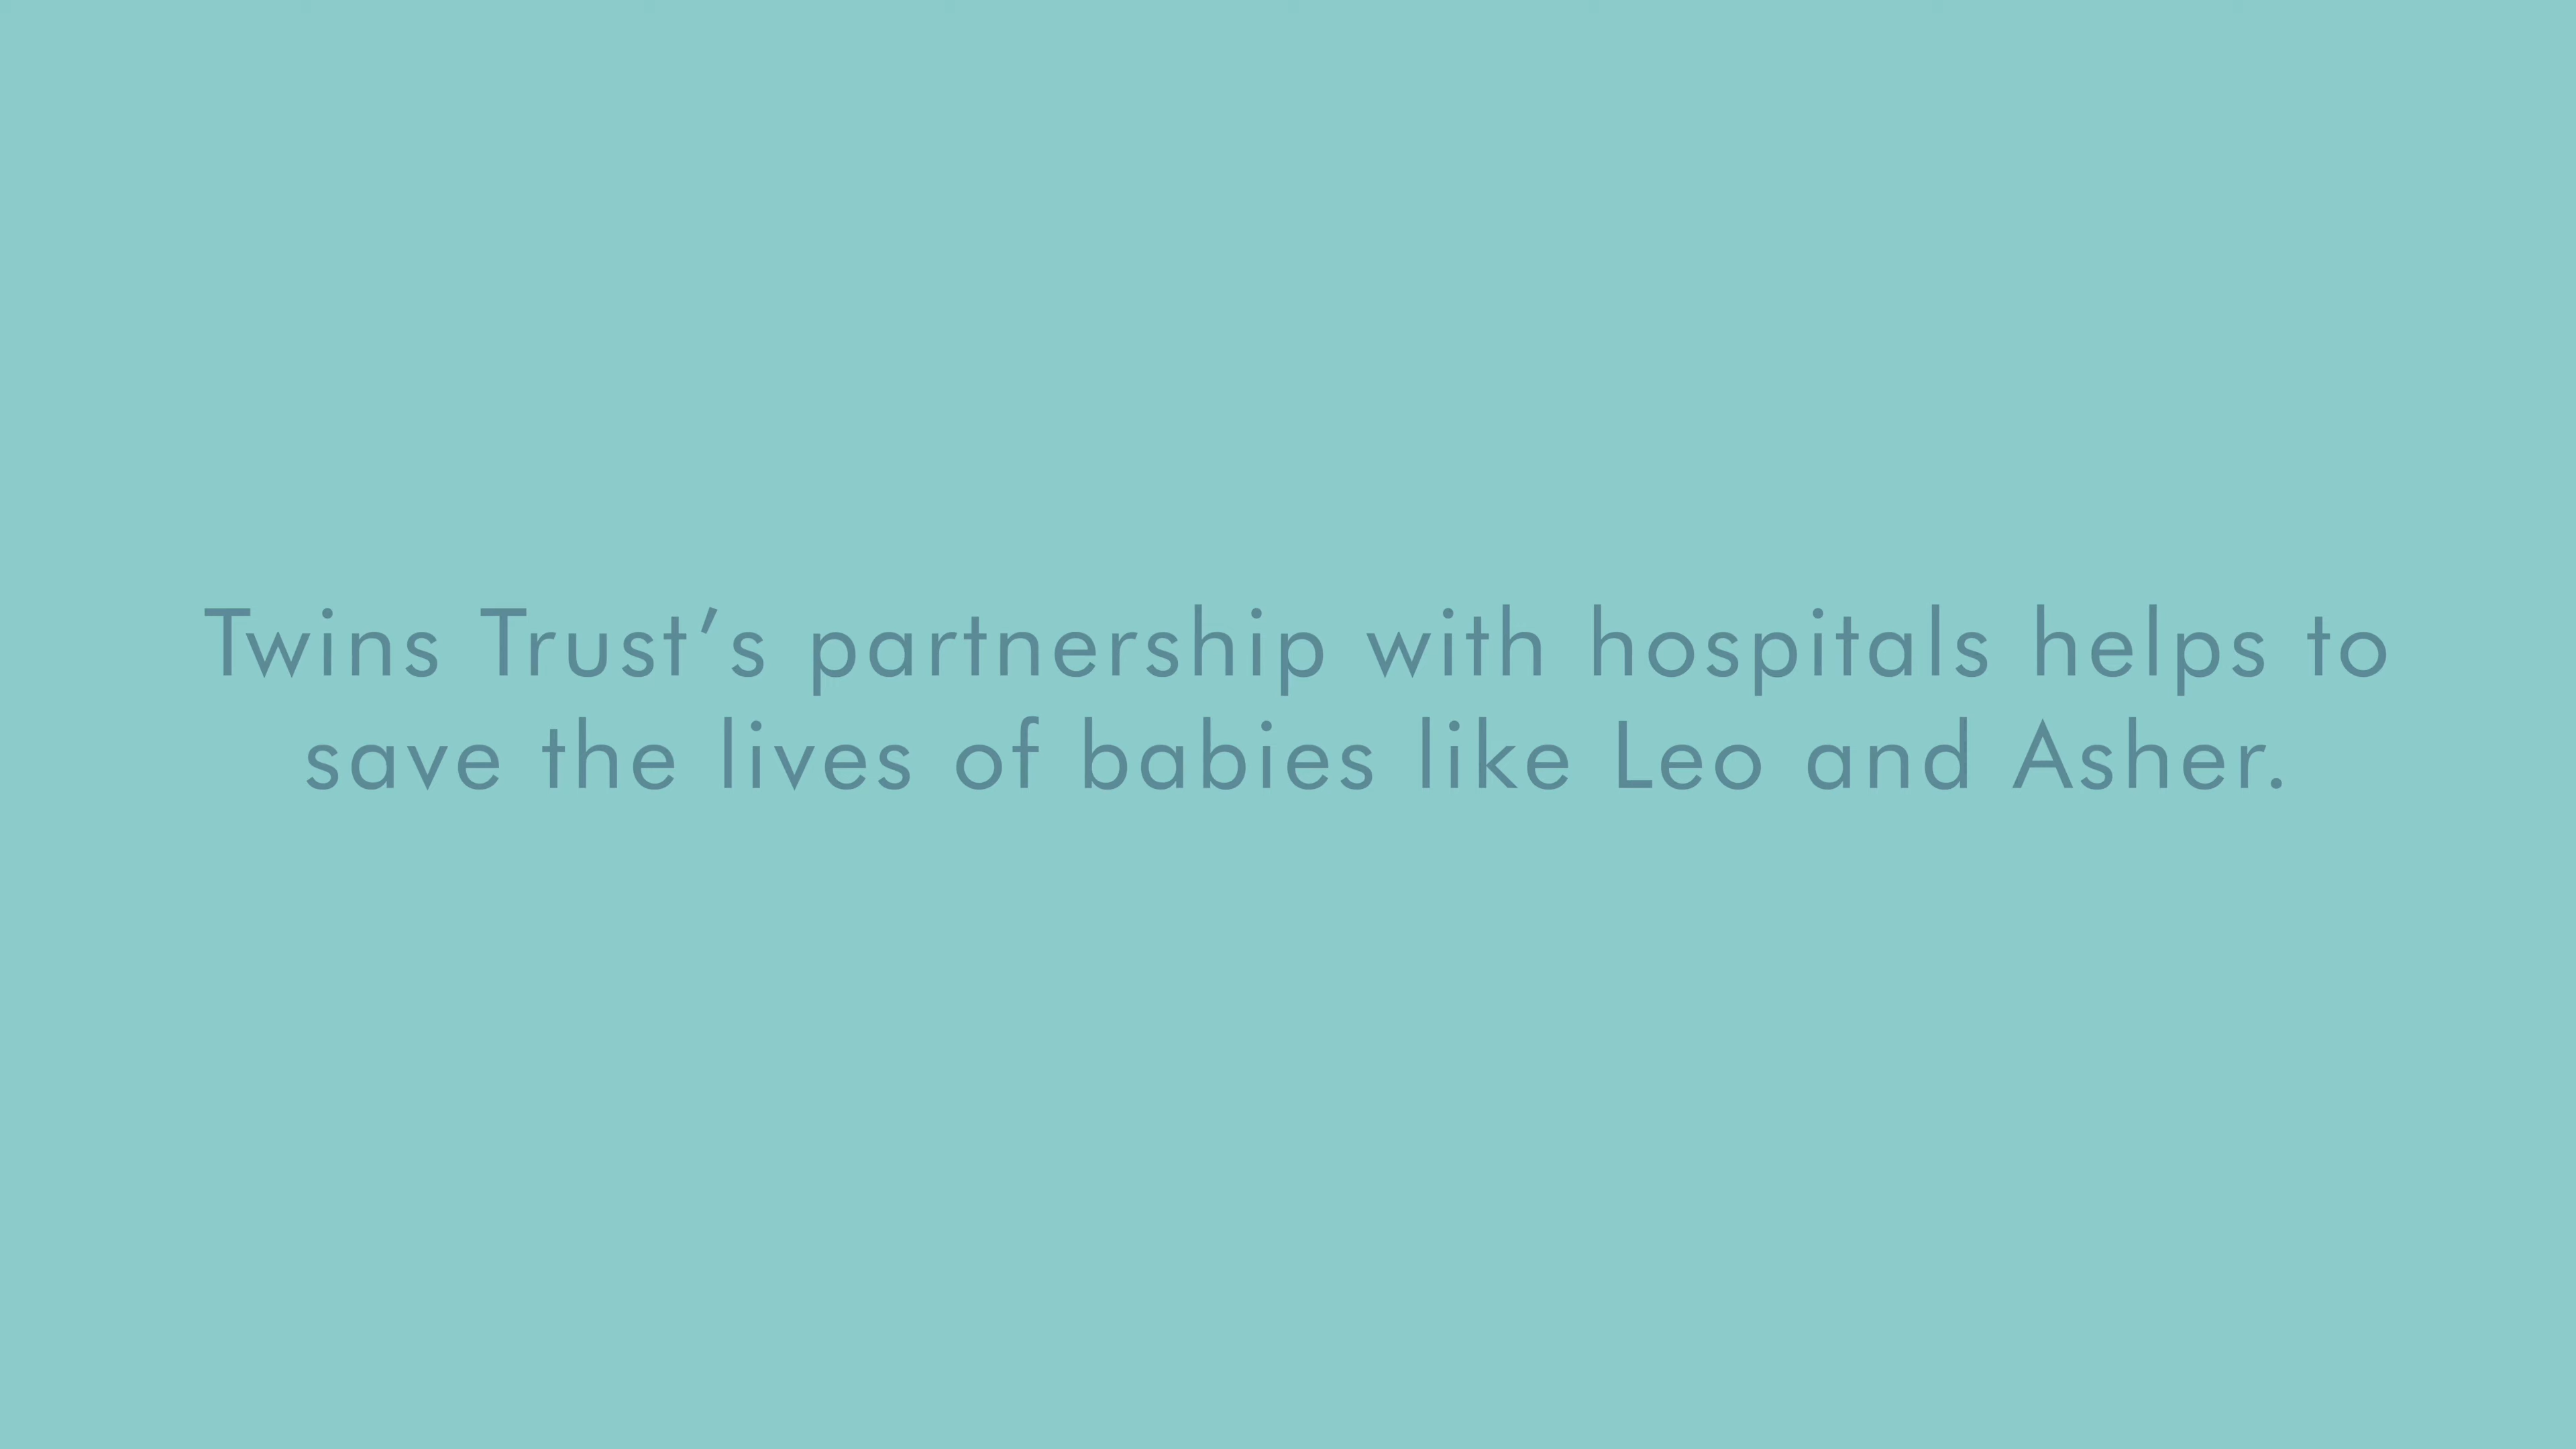 Twins Trust’s partnership with hospitals helps to
save the lives of babies like Leo and Asher.